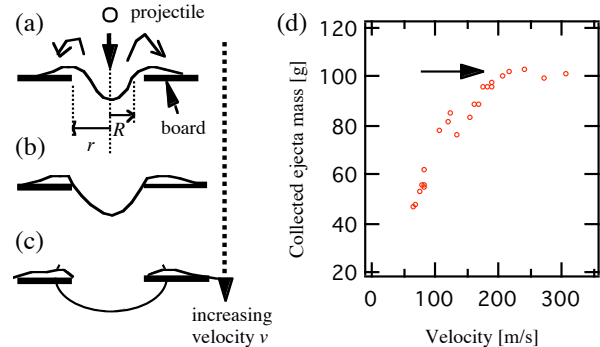 (a)
projectile
r
R
board
(b)
(c)
increasing
velocity v
(d)
Collected ejecta mass [g]
120
100
80
60
40
20
0
100
200
300
Velocity [m/s]